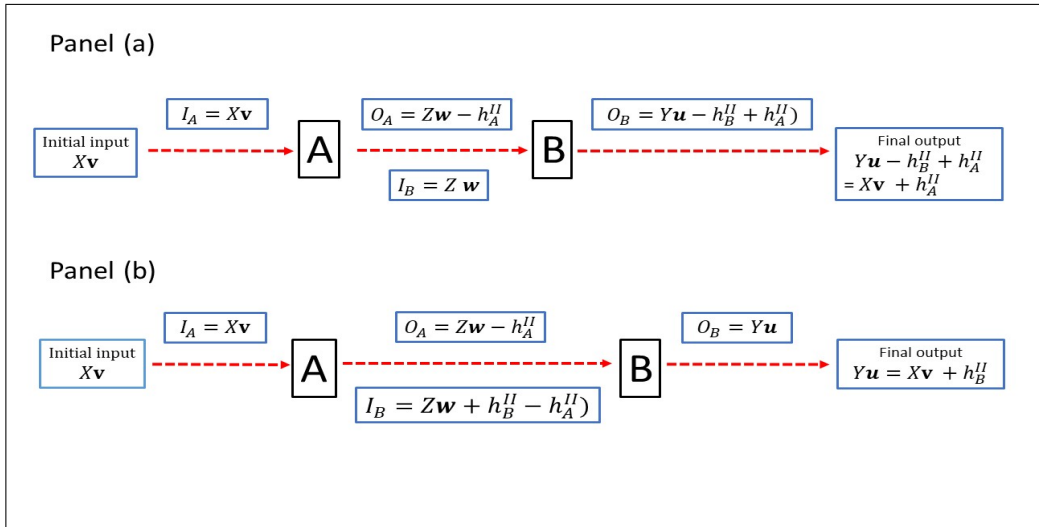 Panel (a)
I_A = Xv
O_A = Zw − h_A^{II}
O_B = Yu − h_B^{II} + h_A^{II})
Initial input
Xv
A
B
I_B = Z w
Final output
Yu − h_B^{II} + h_A^{II}
= Xv + h_A^{II}
Panel (b)
I_A = Xv
O_A = Zw − h_A^{II}
O_B = Yu
Initial input
Xv
A
B
I_B = Zw + h_B^{II} − h_A^{II})
Final output
Yu = Xv + h_B^{II}